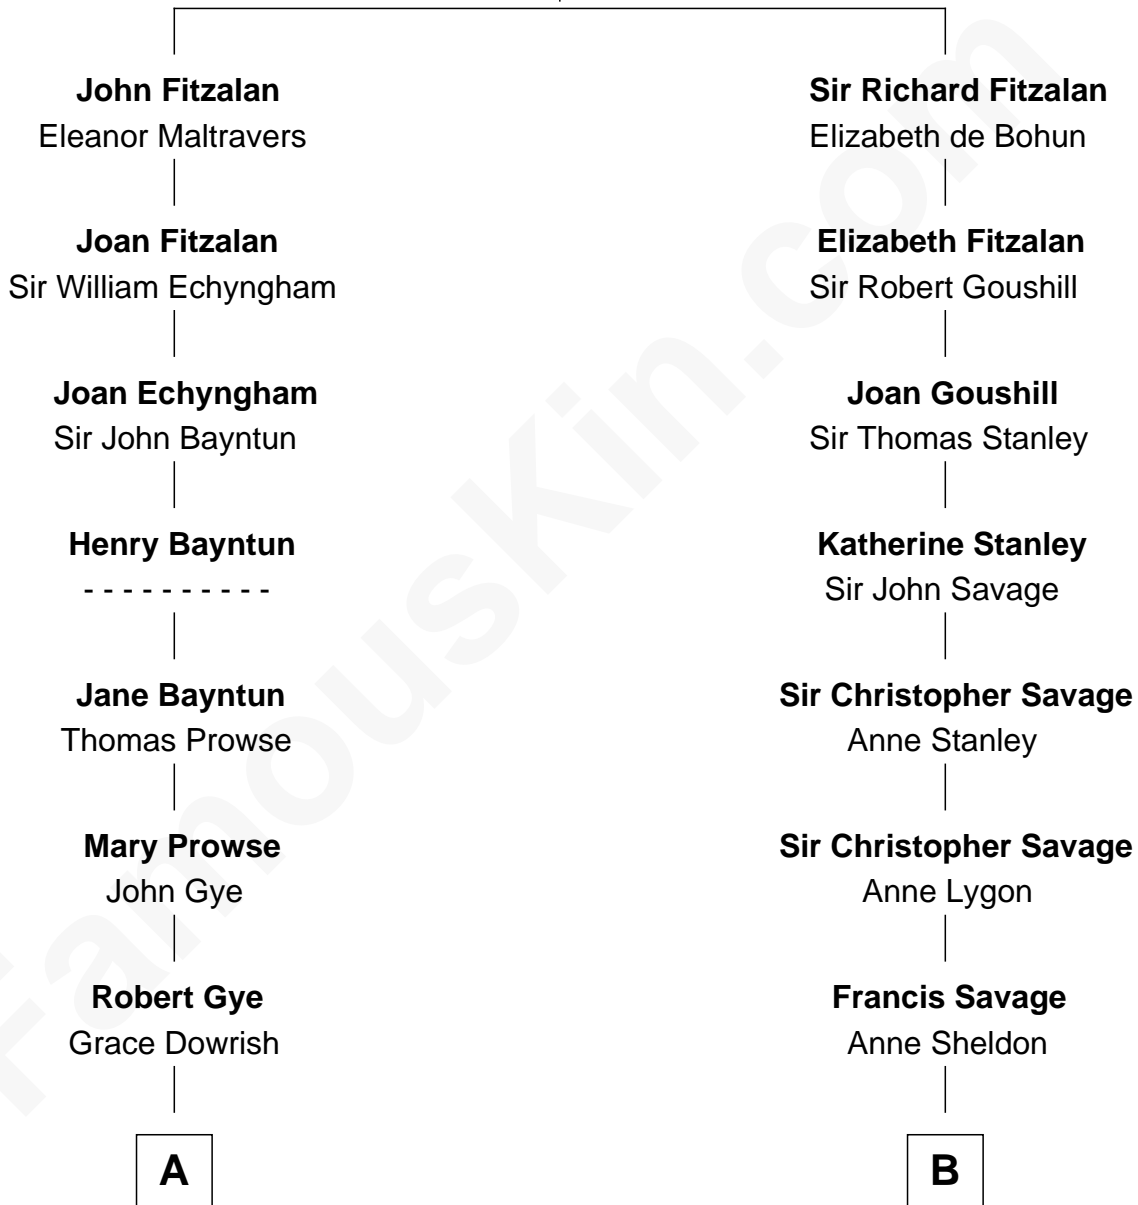 John Fitzalan
Eleanor Maltravers
Joan Fitzalan
Sir William Echyngham
Joan Echyngham
Sir John Bayntun
Henry Bayntun
- - - - - - - - - -
Jane Bayntun
Thomas Prowse
Mary Prowse
John Gye
Robert Gye
Grace Dowrish
A
Sir Richard Fitzalan
Elizabeth de Bohun
Elizabeth Fitzalan
Sir Robert Goushill
Joan Goushill
Sir Thomas Stanley
Katherine Stanley
Sir John Savage
Sir Christopher Savage
Anne Stanley
Sir Christopher Savage
Anne Lygon
Francis Savage
Anne Sheldon
B
FamousKin.com